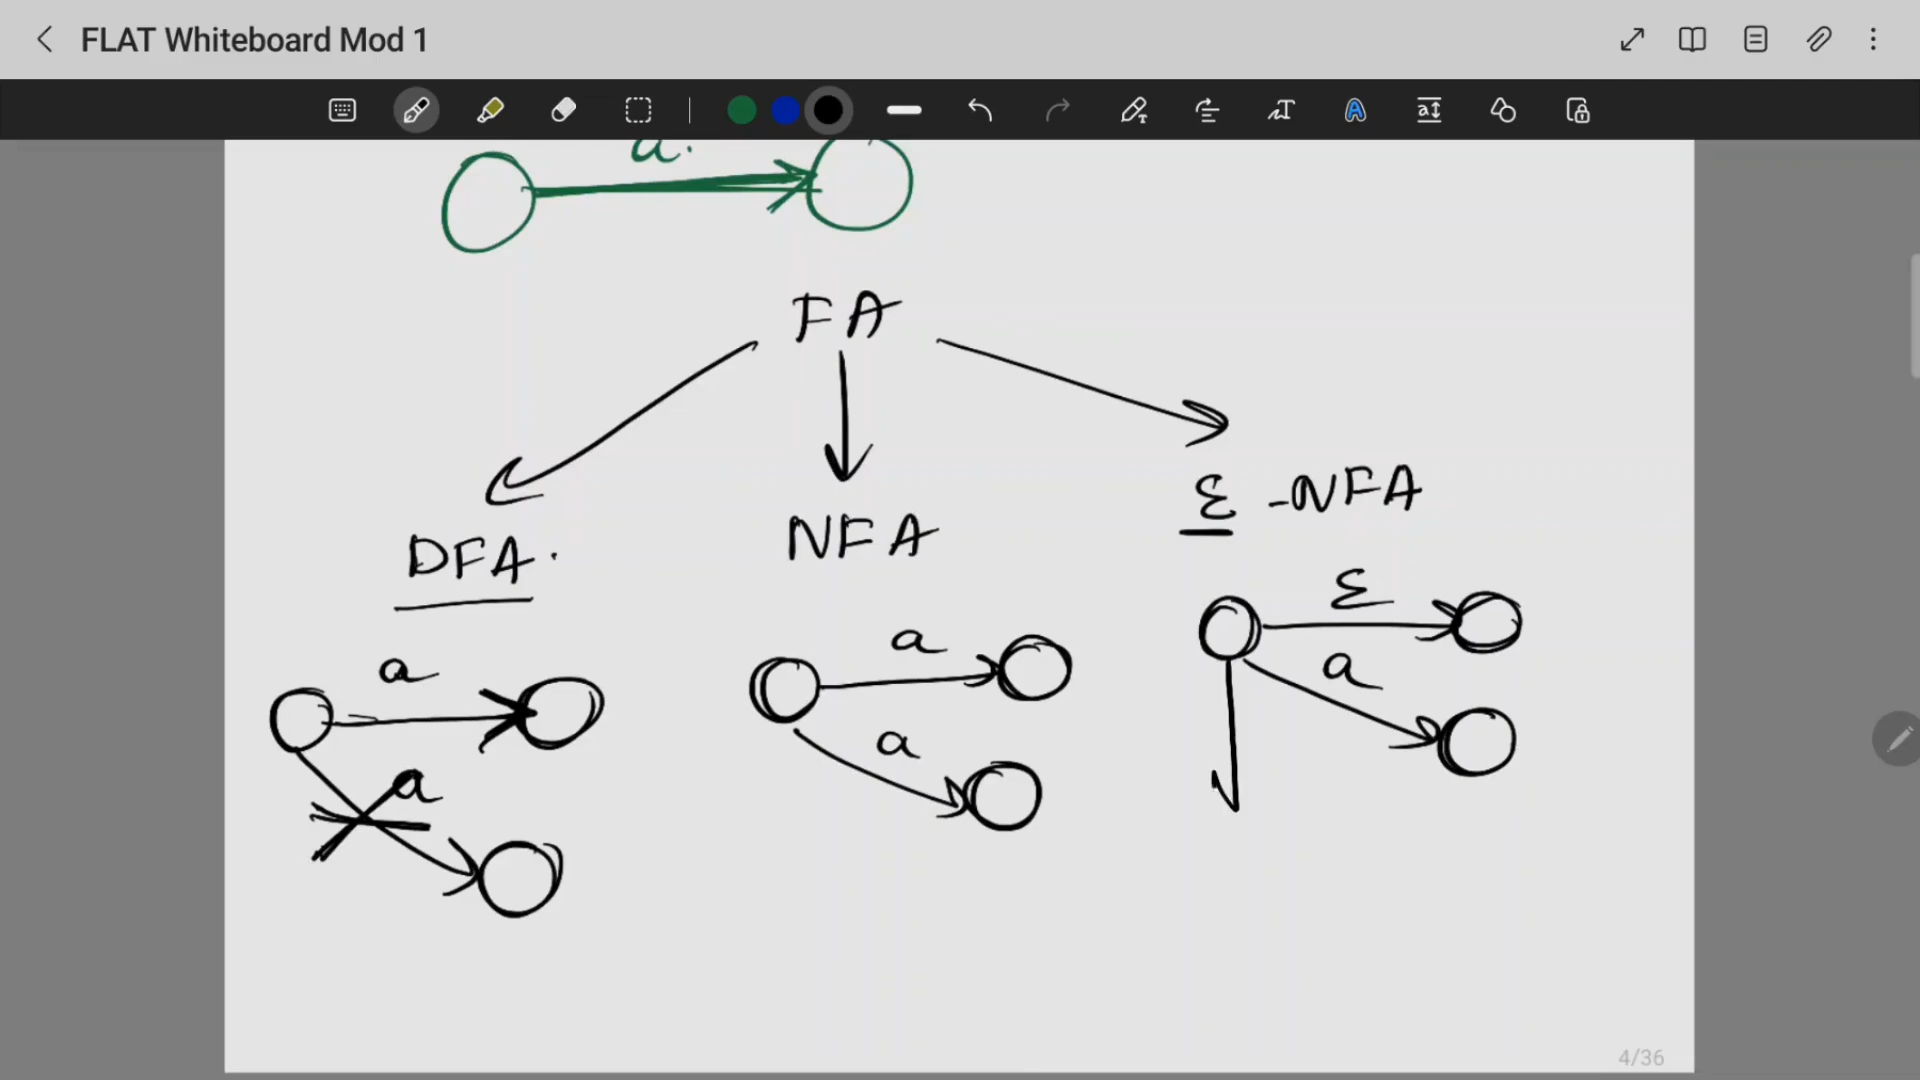 FLAT Whiteboard Mod 1
a.
FA
DFA.
NFA
ε -NFA
a
a
a
a
ε
a
4/36